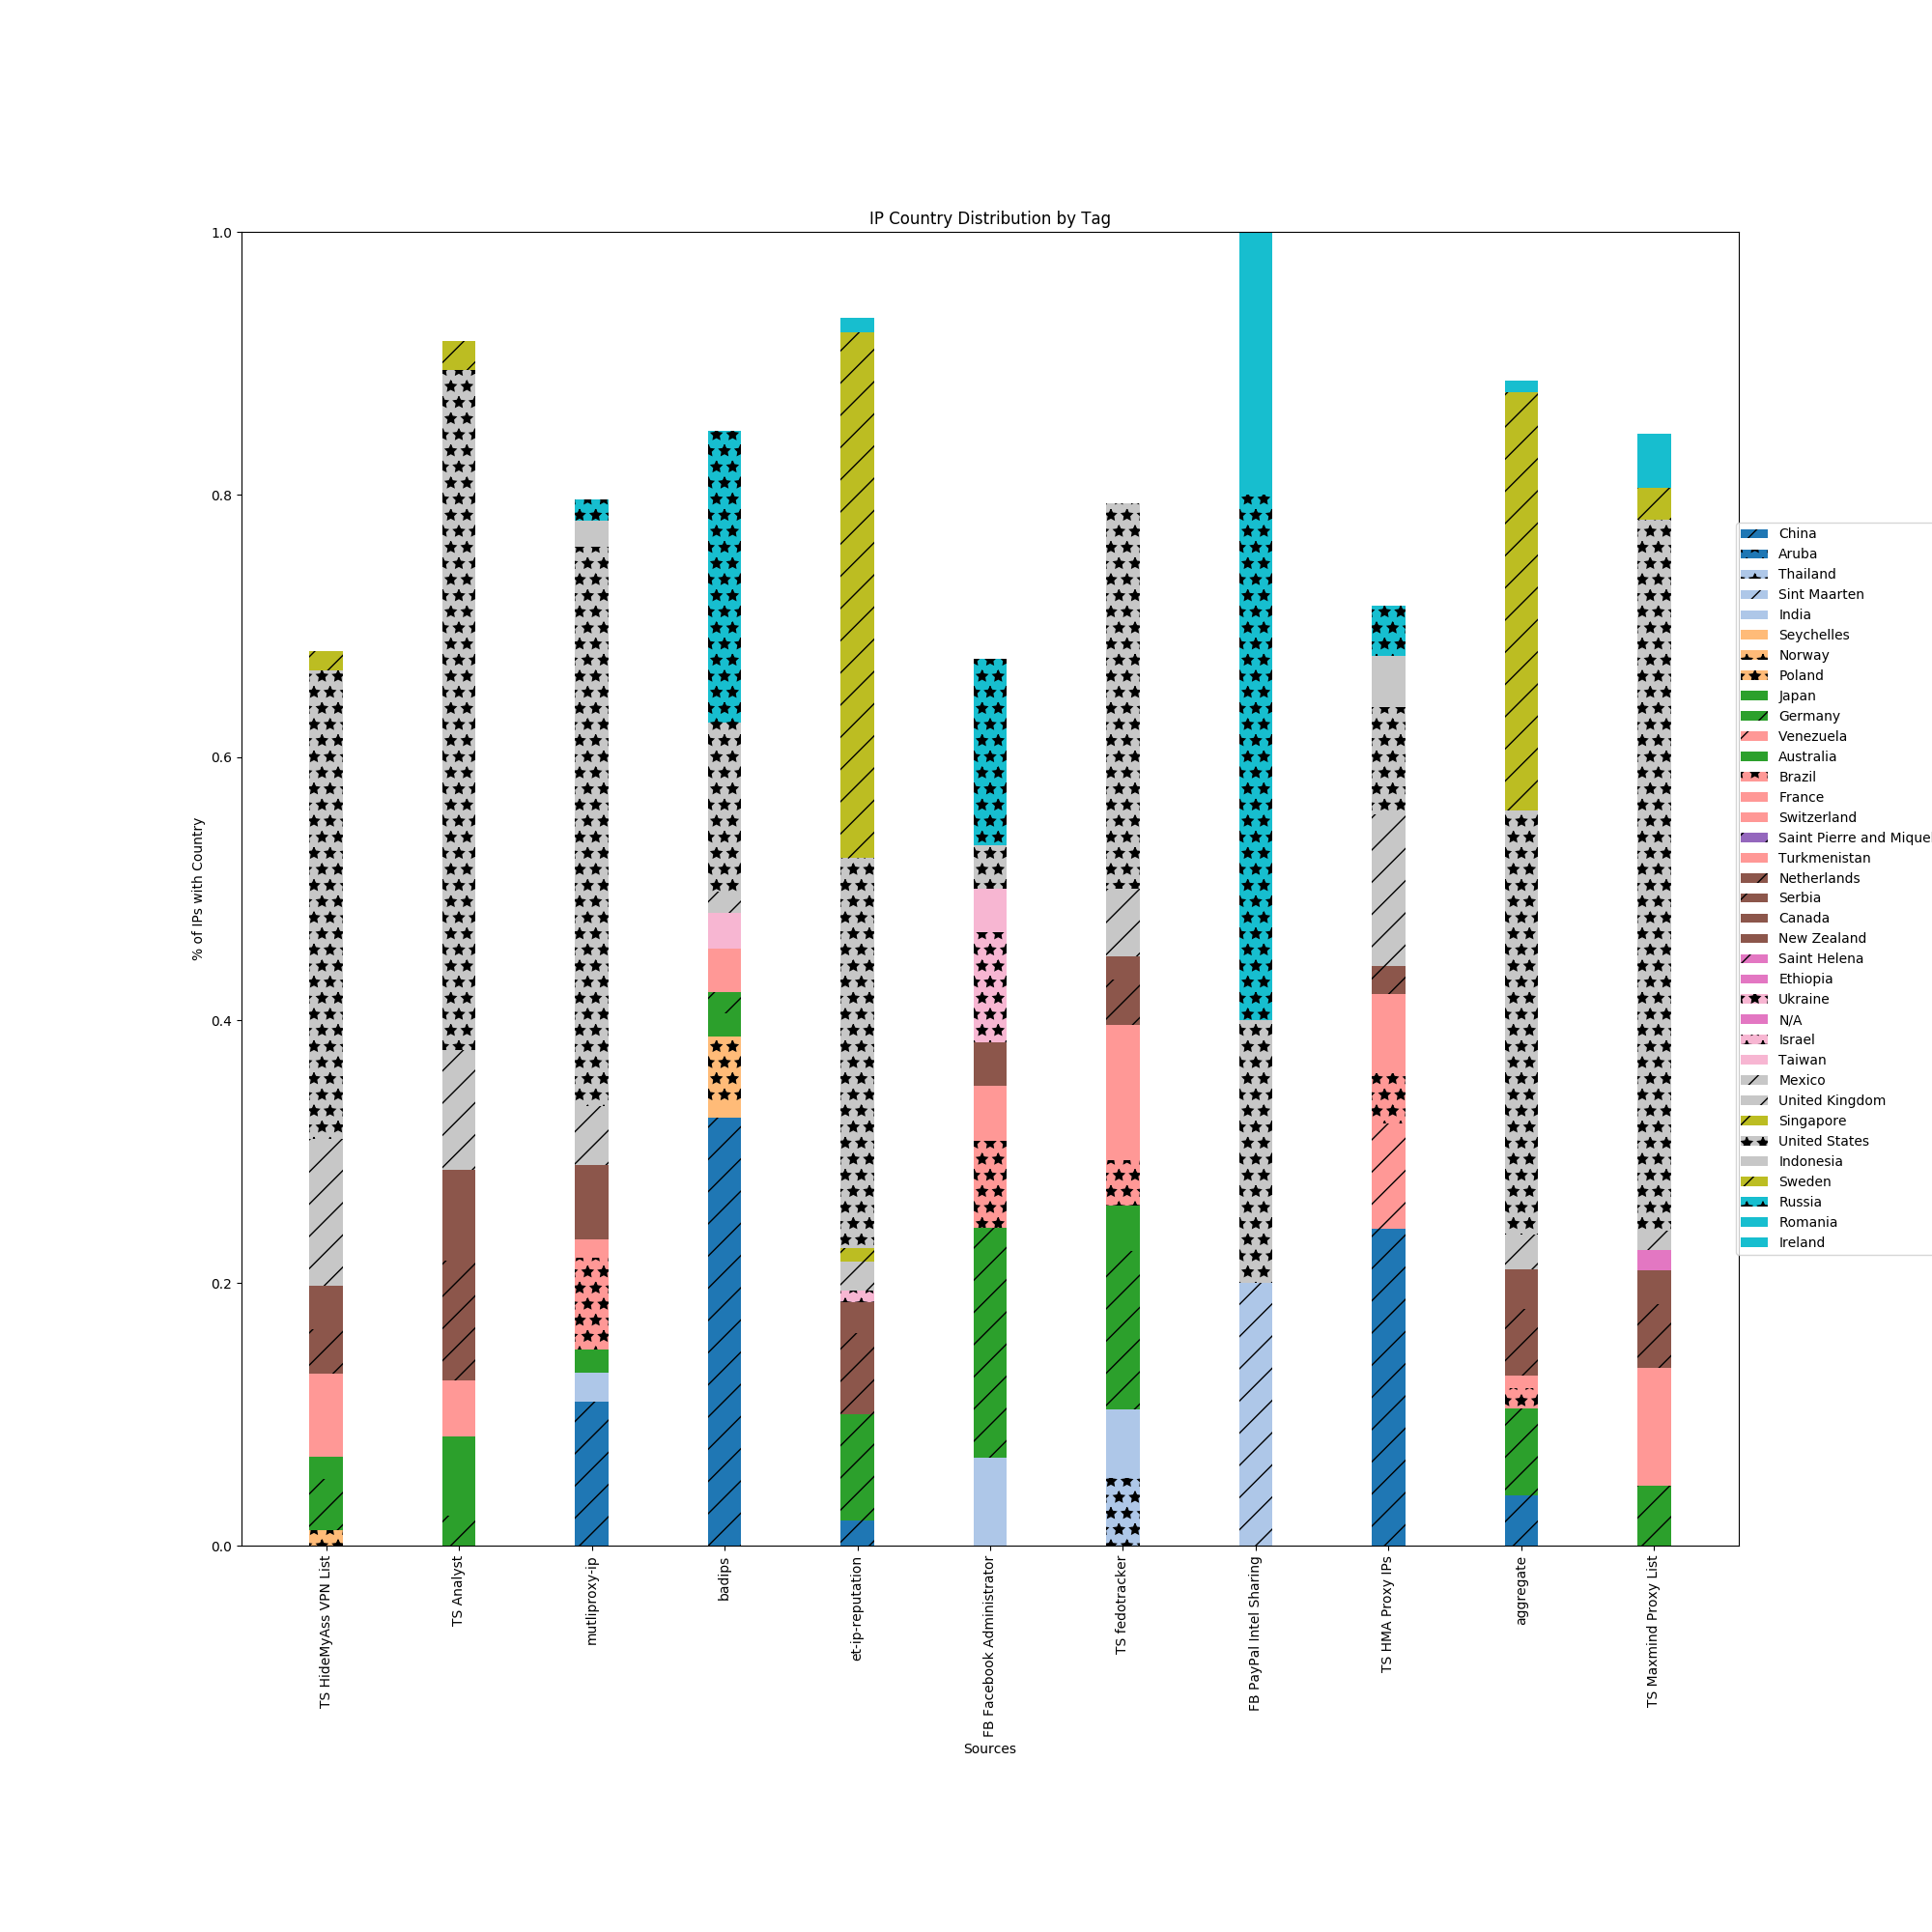 IP Country Distribution by Tag
1.0
0.8
0.6
0.4
0.2
0.0
% of IPs with Country
TS HideMyAss VPN List
TS Analyst
mutliproxy-ip
badips
et-ip-reputation
FB Facebook Administrator
TS fedotracker
FB PayPal Intel Sharing
TS HMA Proxy IPs
aggregate
TS Maxmind Proxy List
Sources
China
Aruba
Thailand
Sint Maarten
India
Seychelles
Norway
Poland
Japan
Germany
Venezuela
Australia
Brazil
France
Switzerland
Saint Pierre and Mique
Turkmenistan
Netherlands
Serbia
Canada
New Zealand
Saint Helena
Ethiopia
Ukraine
N/A
Israel
Taiwan
Mexico
United Kingdom
Singapore
United States
Indonesia
Sweden
Russia
Romania
Ireland